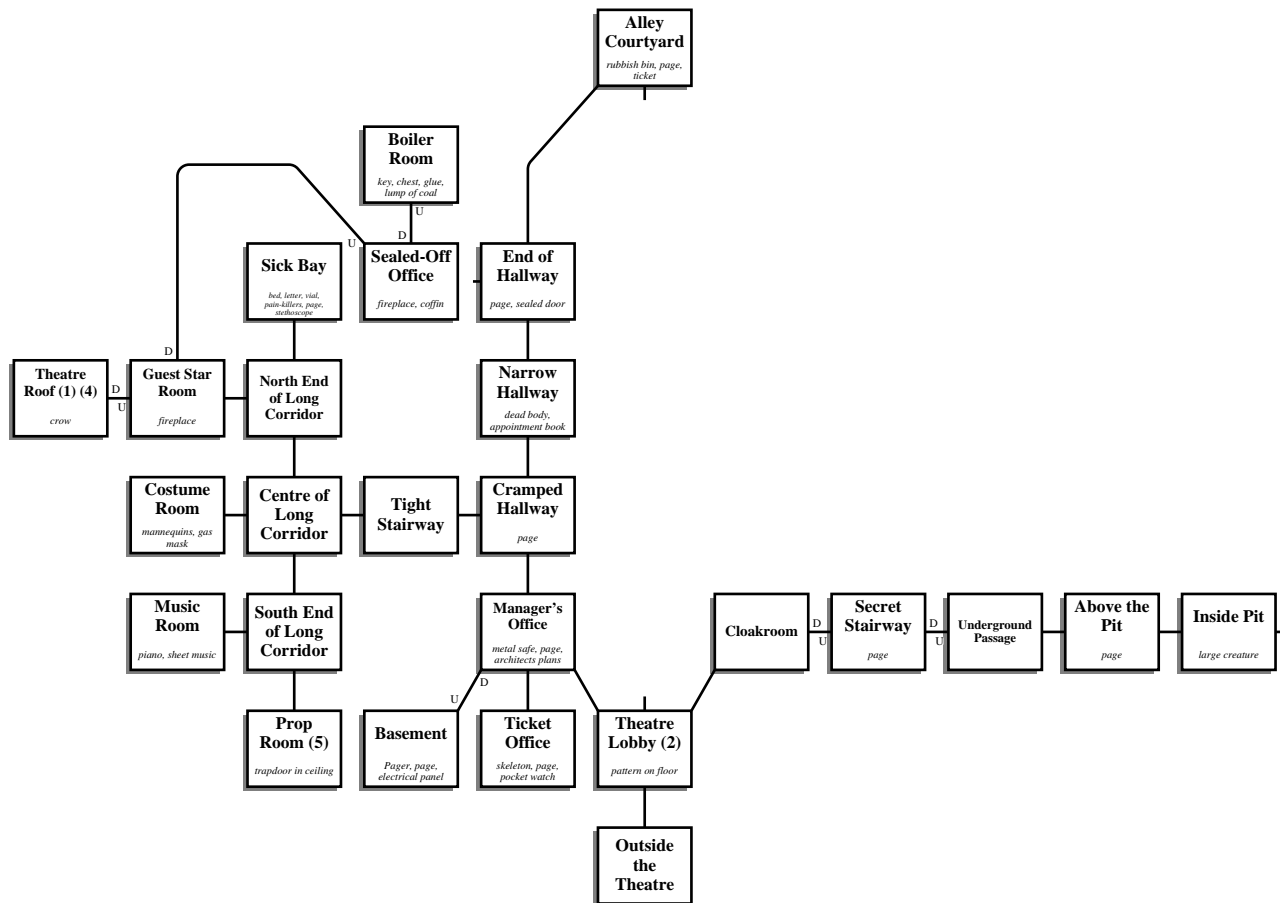 Alley
Courtyard
rubbish bin, page,
ticket
Boiler
Room
key, chest, glue,
lump of coal
U
D
U
Sick Bay
bed, letter, vial,
pain-killers, page,
stethoscope
Sealed-Off
Office
fireplace, coffin
End of
Hallway
page, sealed door
D
Theatre
Roof (1) (4)
crow
D
U
Guest Star
Room
fireplace
North End
of Long
Corridor
Narrow
Hallway
dead body,
appointment book
Costume
Room
mannequins, gas
mask
Centre of
Long
Corridor
Tight
Stairway
Cramped
Hallway
page
Music
Room
piano, sheet music
South End
of Long
Corridor
Manager's
Office
metal safe, page,
architects plans
D
U
Cloakroom
D
U
Secret
Stairway
page
D
U
Underground
Passage
Above the
Pit
page
Inside Pit
large creature
Prop
Room (5)
trapdoor in ceiling
Basement
Pager, page,
electrical panel
Ticket
Office
skeleton, page,
pocket watch
Theatre
Lobby (2)
pattern on floor
Outside
the
Theatre